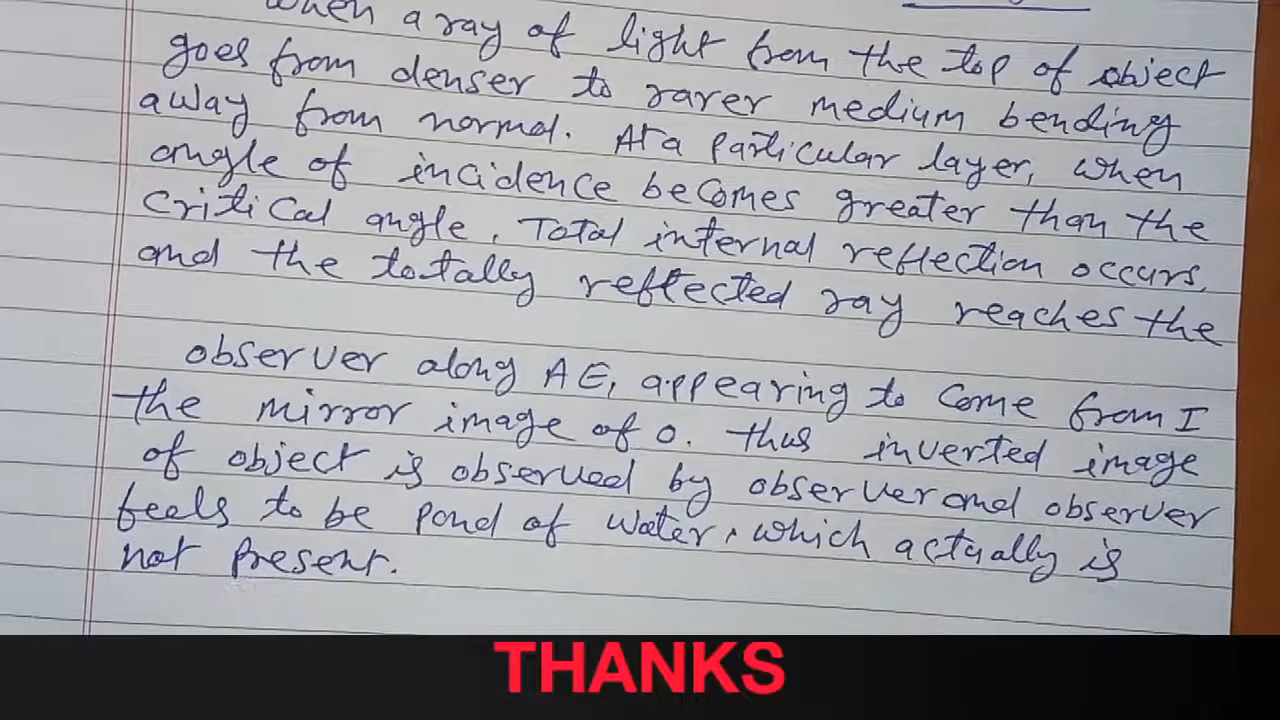 when a ray of light from the top of object
goes from denser to rarer medium bending
away from normal. At a particular layer, when
angle of incidence becomes greater than the
critical angle, Total internal reflection occurs,
and the totally reflected ray reaches the
observer along AE, appearing to come from I
the mirror image of o. thus inverted image
of object is observed by observer and observer
feels to be pond of water, which actually is
not present.
THANKS